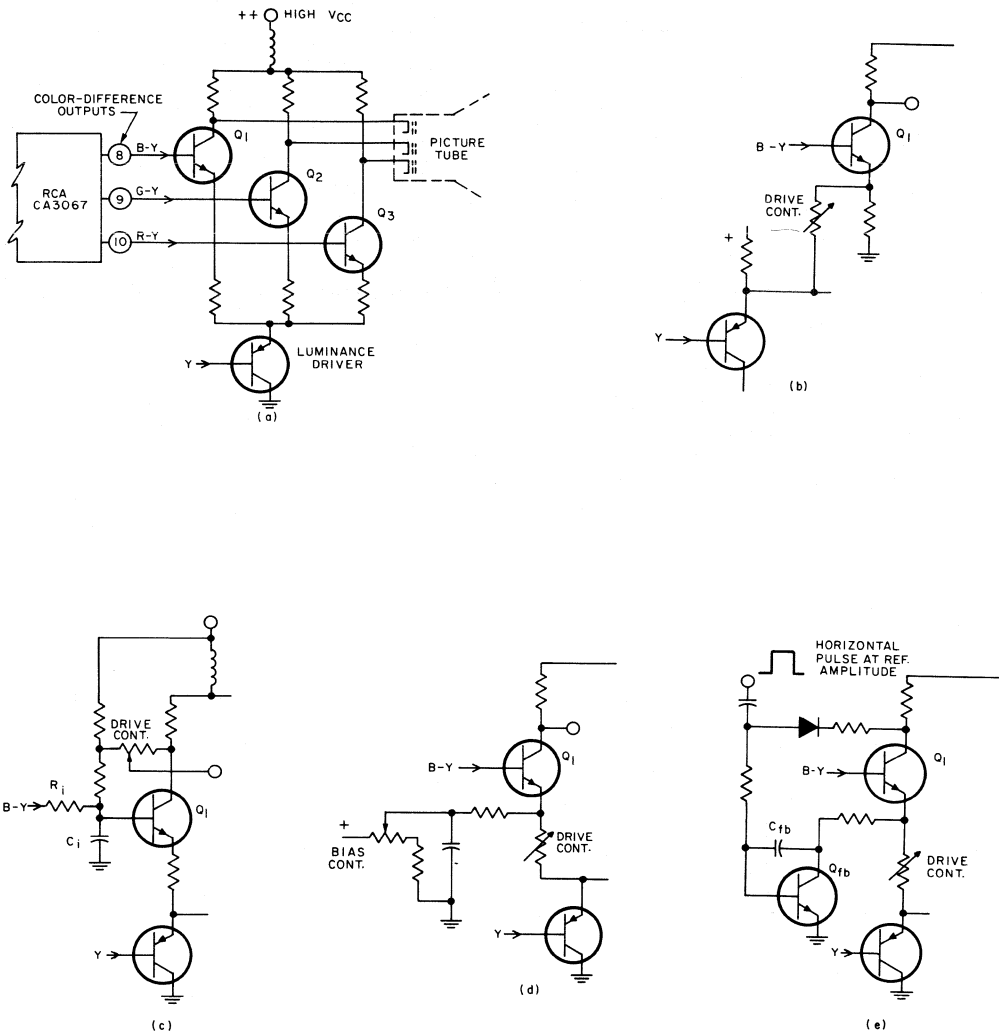 ++ HIGH VCC
COLOR-DIFFERENCE
OUTPUTS
RCA
CA3067
8 B-Y
9 G-Y
10 R-Y
Q1
Q2
Q3
PICTURE
TUBE
Y
LUMINANCE
DRIVER
(a)
B-Y
Q1
DRIVE
CONT.
+
Y
(b)
DRIVE
CONT.
Ri
B-Y
Ci
Q1
Y
(c)
B-Y
Q1
+
BIAS
CONT.
DRIVE
CONT.
Y
(d)
HORIZONTAL
PULSE AT REF.
AMPLITUDE
B-Y
Q1
Cfb
Qfb
DRIVE
CONT.
Y
(e)